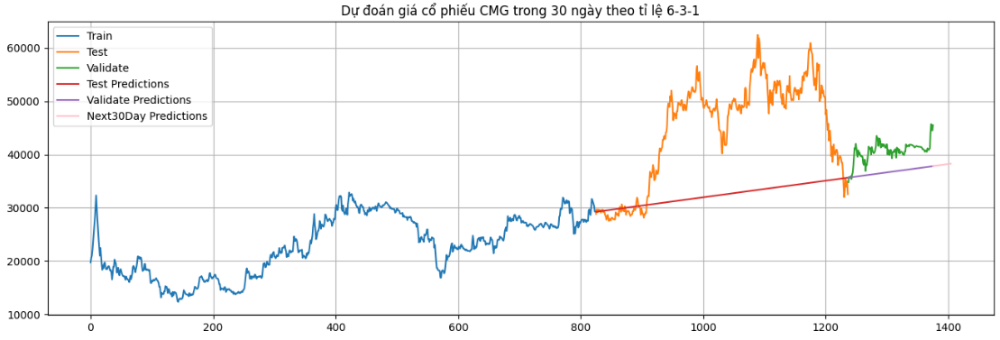 Dự đoán giá cổ phiếu CMG trong 30 ngày theo tỉ lệ 6-3-1
Train
Test
Validate
Test Predictions
Validate Predictions
Next30Day Predictions
60000
50000
40000
30000
20000
10000
0 200 400 600 800 1000 1200 1400